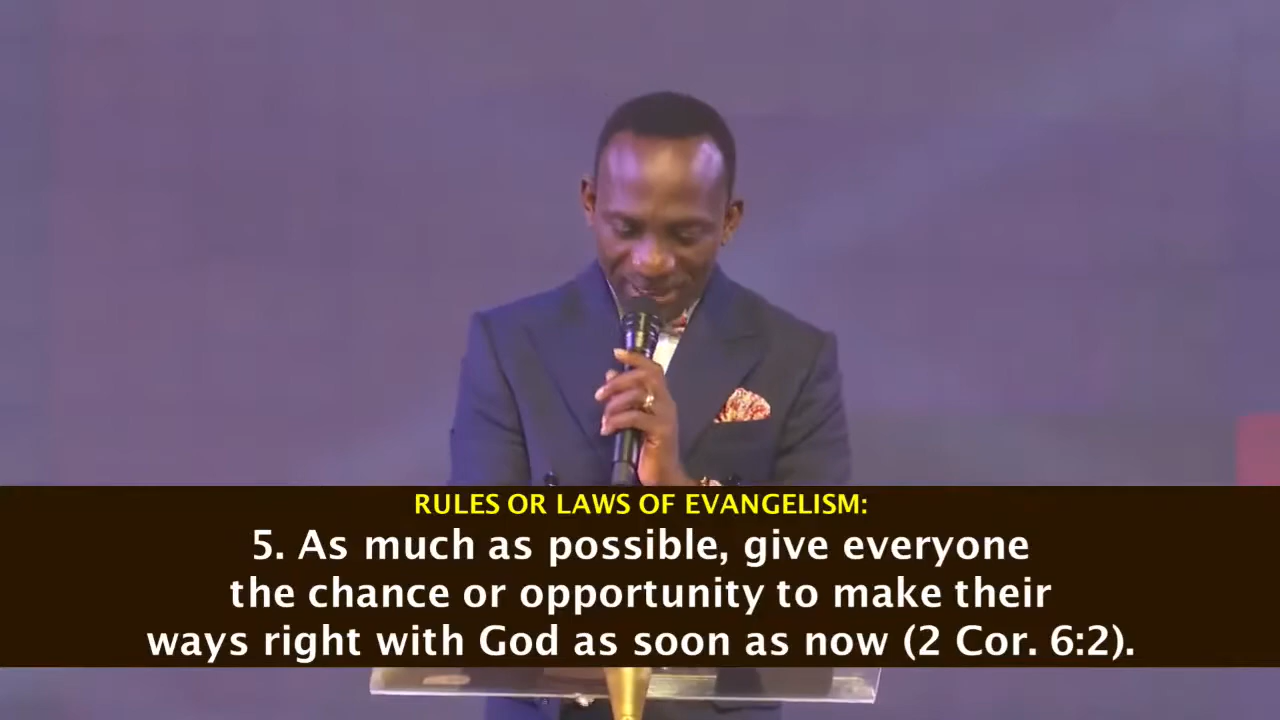 RULES OR LAWS OF EVANGELISM:
5. As much as possible, give everyone
the chance or opportunity to make their
ways right with God as soon as now (2 Cor. 6:2).